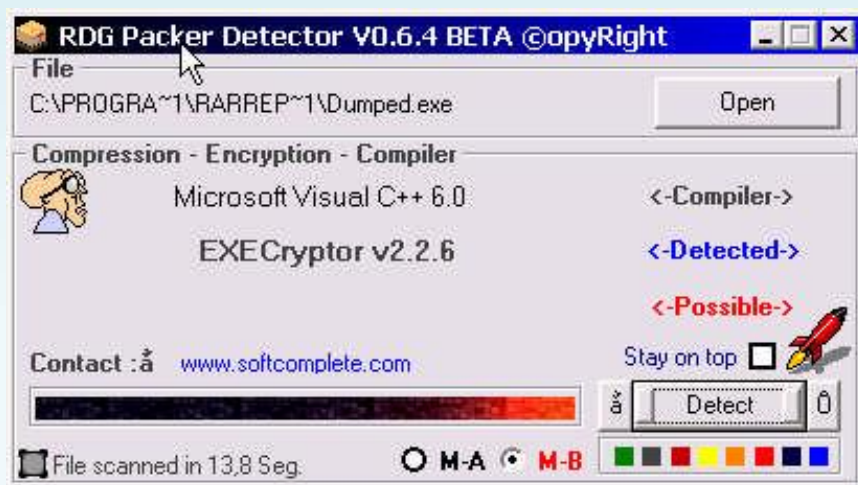 RDG Packer Detector V0.6.4 BETA ©opyRight
File
C:\PROGRA~1\RARREP~1\Dumped.exe
Open
Compression - Encryption - Compiler
Microsoft Visual C++ 6.0
<-Compiler->
EXECryptor v2.2.6
<-Detected->
<-Possible->
Contact :
www.softcomplete.com
Stay on top
Detect
Ô
File scanned in 13,8 Seg.
M-A
M-B